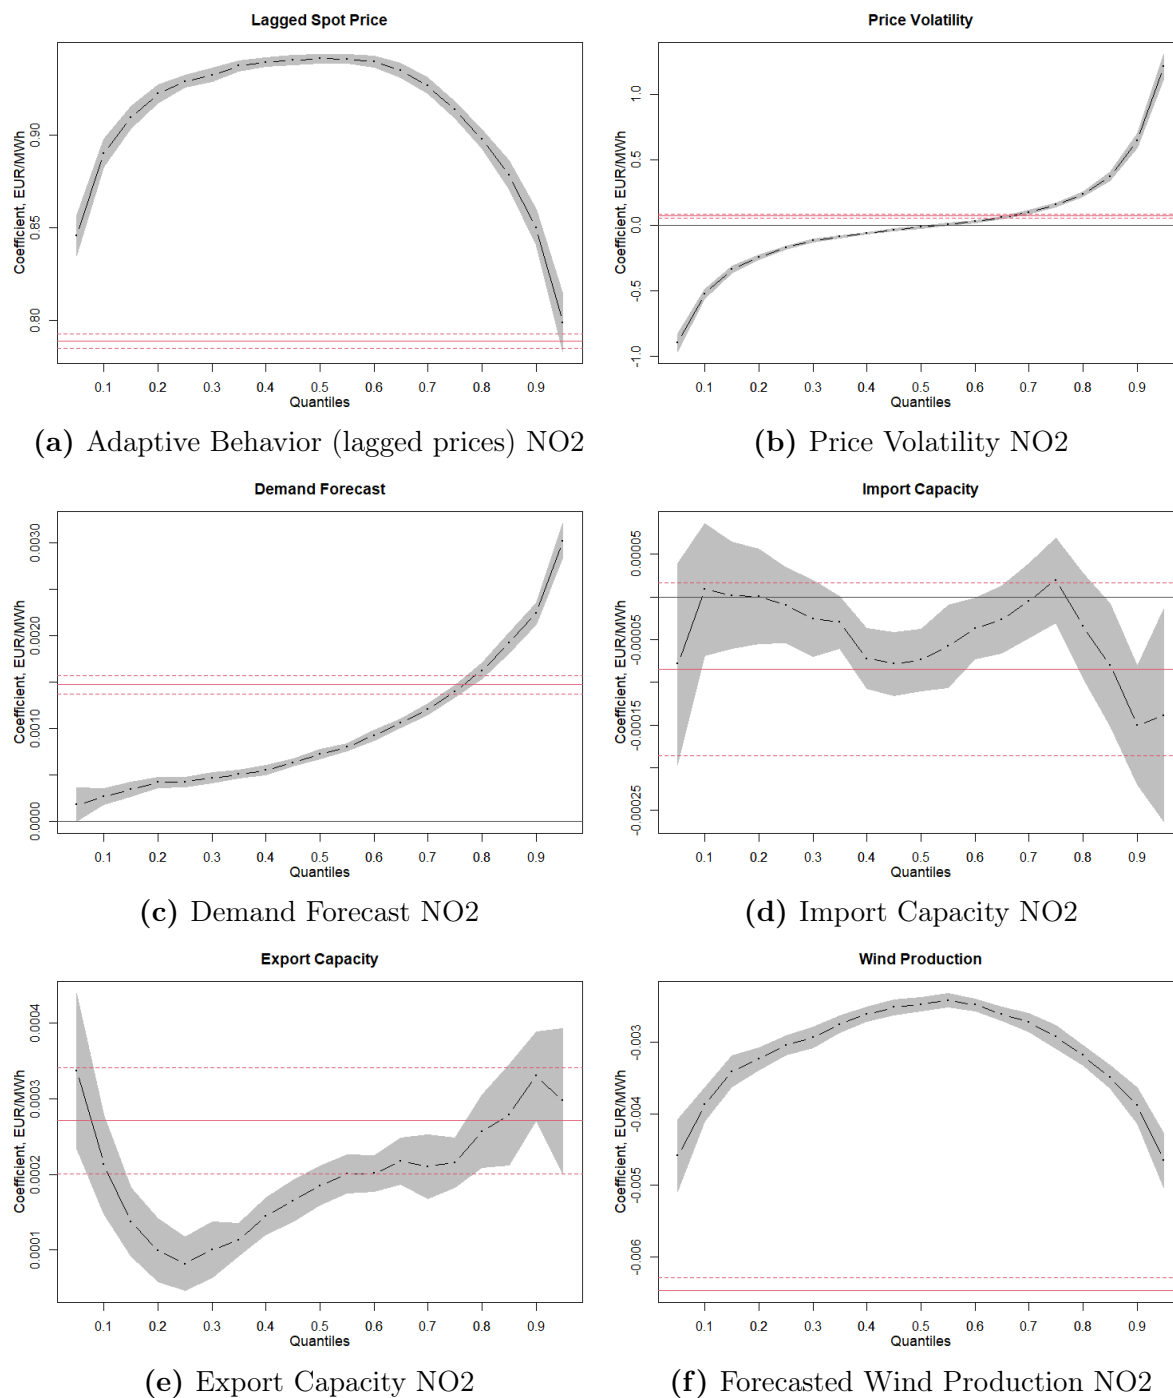 Lagged Spot Price
Coefficient, EUR/MWh
0.90
0.85
0.80
0.1 0.2 0.3 0.4 0.5 0.6 0.7 0.8 0.9
Quantiles
(a) Adaptive Behavior (lagged prices) NO2
Price Volatility
Coefficient, EUR/MWh
1.0
0.5
0.0
-0.5
-1.0
0.1 0.2 0.3 0.4 0.5 0.6 0.7 0.8 0.9
Quantiles
(b) Price Volatility NO2
Demand Forecast
Coefficient, EUR/MWh
0.0030
0.0020
0.0010
0.0000
0.1 0.2 0.3 0.4 0.5 0.6 0.7 0.8 0.9
Quantiles
(c) Demand Forecast NO2
Import Capacity
Coefficient, EUR/MWh
0.00005
-0.00005
-0.00015
-0.00025
0.1 0.2 0.3 0.4 0.5 0.6 0.7 0.8 0.9
Quantiles
(d) Import Capacity NO2
Export Capacity
Coefficient, EUR/MWh
0.0004
0.0003
0.0002
0.0001
0.1 0.2 0.3 0.4 0.5 0.6 0.7 0.8 0.9
Quantiles
(e) Export Capacity NO2
Wind Production
Coefficient, EUR/MWh
-0.003
-0.004
-0.005
-0.006
0.1 0.2 0.3 0.4 0.5 0.6 0.7 0.8 0.9
Quantiles
(f) Forecasted Wind Production NO2